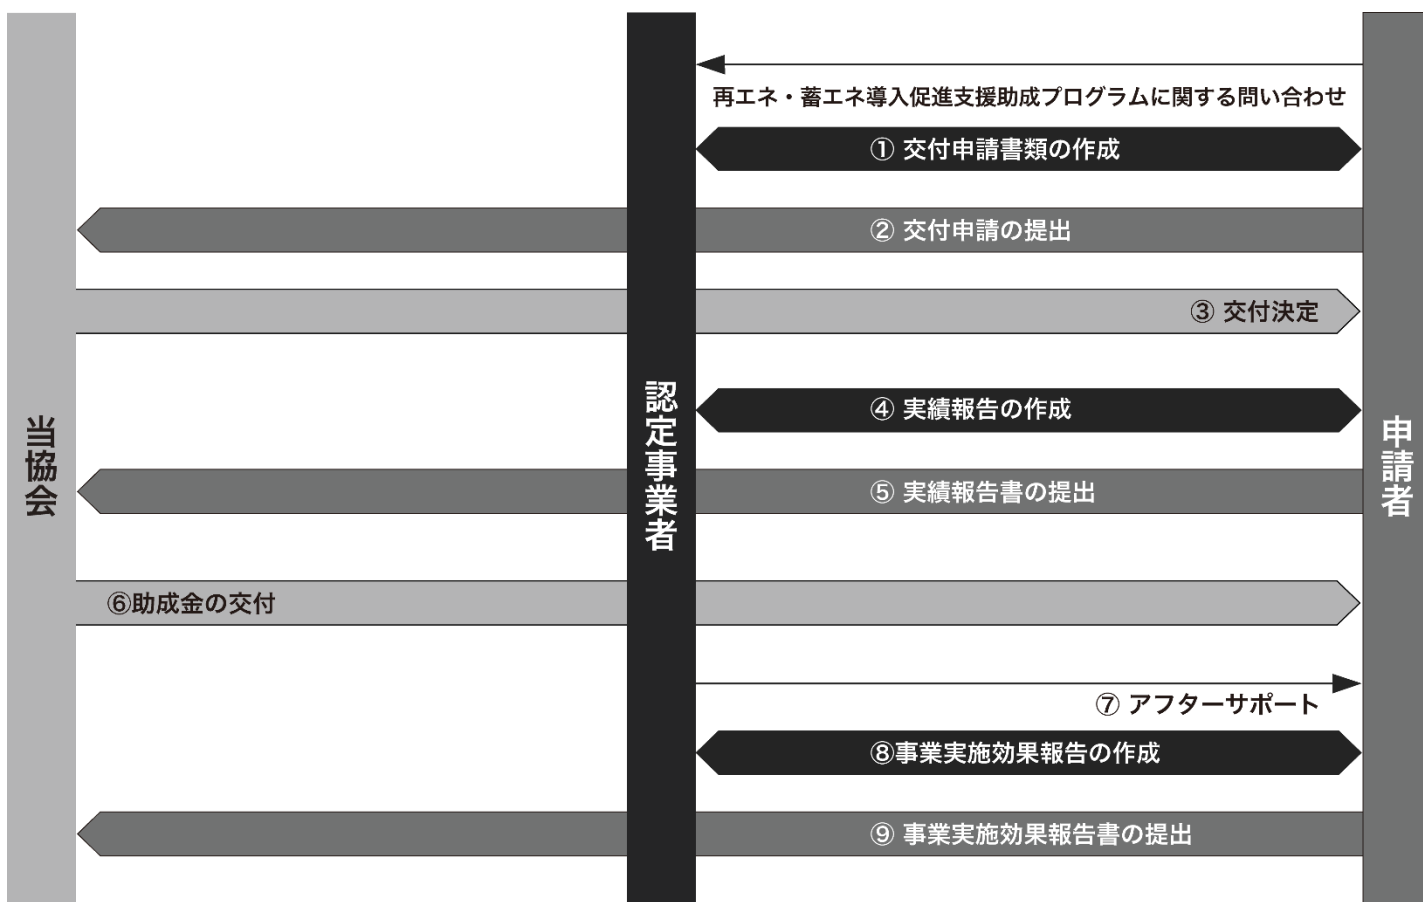 再エネ・蓄エネ導入促進支援助成プログラムに関する問い合わせ
① 交付申請書類の作成
② 交付申請の提出
③ 交付決定
④ 実績報告の作成
⑤ 実績報告書の提出
⑥助成金の交付
⑦ アフターサポート
⑧事業実施効果報告の作成
⑨ 事業実施効果報告書の提出
当協会
認定事業者
申請者